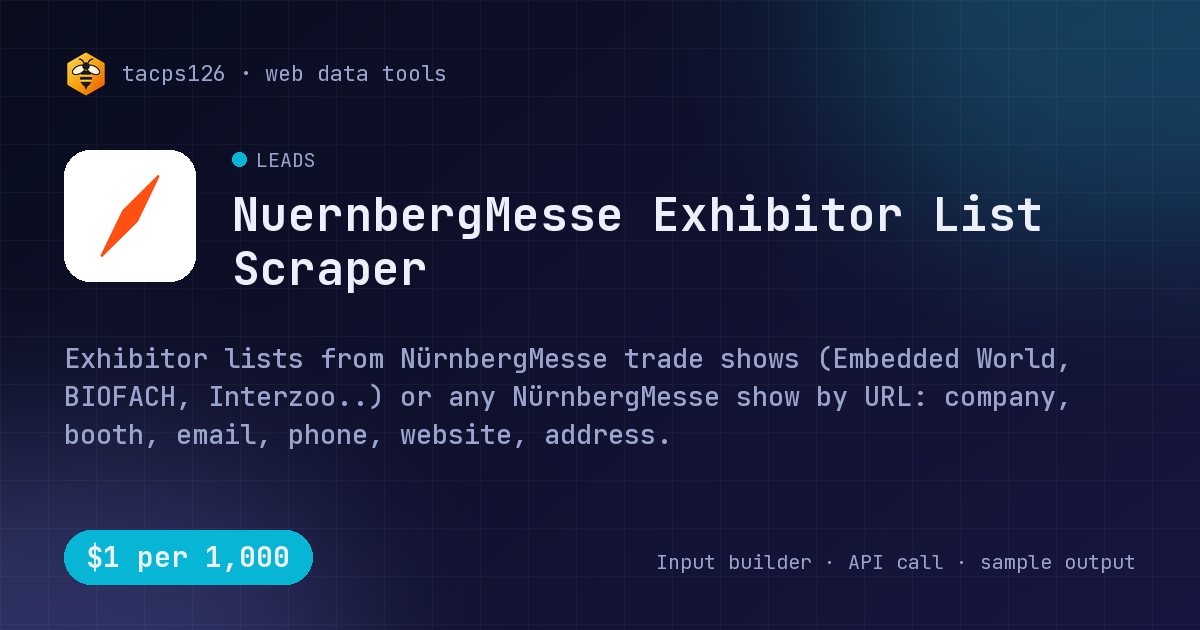 tacps126 · web data tools
LEADS
NuernbergMesse Exhibitor List
Scraper
Exhibitor lists from NürnbergMesse trade shows (Embedded World,
BIOFACH, Interzoo..) or any NürnbergMesse show by URL: company,
booth, email, phone, website, address.
$1 per 1,000
Input builder · API call · sample output